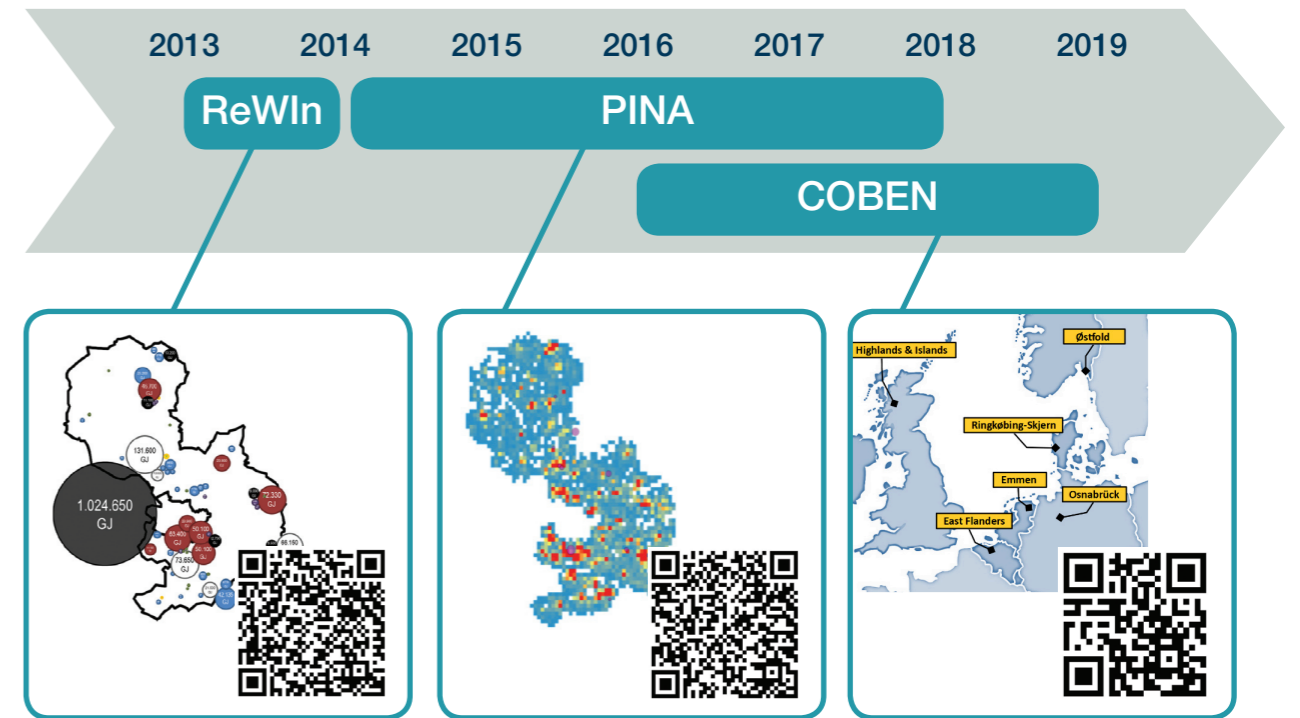 2013 2014 2015 2016 2017 2018 2019
ReWIn PINA
COBEN
131.600
GJ
1.024.650
GJ
72.330
GJ
73.650
GJ
Highlands & Islands
Østfold
Ringkøbing-Skjern
Emmen
Osnabrück
East Flanders